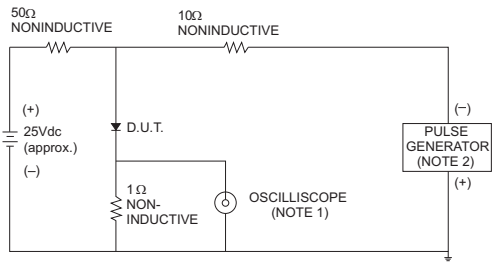 50Ω
NONINDUCTIVE
10Ω
NONINDUCTIVE
(+)
25Vdc
(approx.)
(–)
D.U.T.
1Ω
NON-
INDUCTIVE
OSCILLISCOPE
(NOTE 1)
(–)
PULSE
GENERATOR
(NOTE 2)
(+)